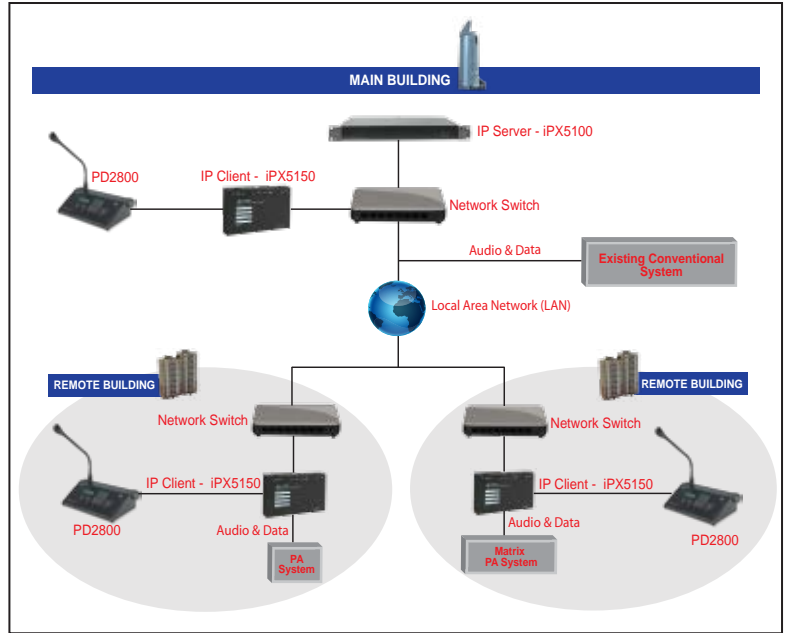 MAIN BUILDING
IP Server - iPX5100
PD2800
IP Client - iPX5150
Network Switch
Audio & Data
Existing Conventional
System
Local Area Network (LAN)
REMOTE BUILDING
REMOTE BUILDING
Network Switch
Network Switch
IP Client - iPX5150
PD2800
Audio & Data
PA
System
IP Client - iPX5150
PD2800
Audio & Data
Matrix
PA System